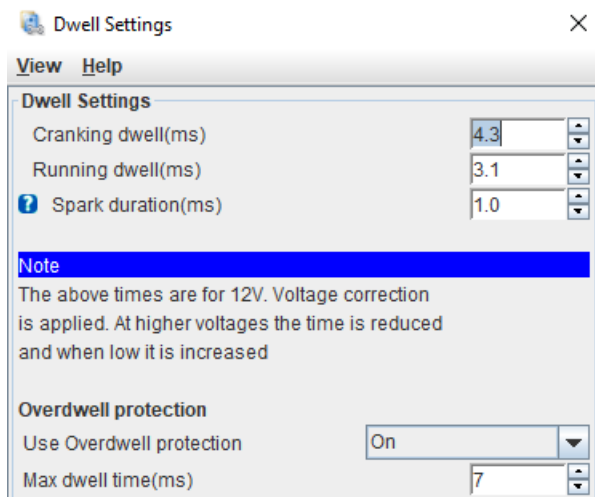 Dwell Settings
View Help
Dwell Settings
Cranking dwell(ms) 4.3
Running dwell(ms) 3.1
? Spark duration(ms) 1.0
Note
The above times are for 12V. Voltage correction
is applied. At higher voltages the time is reduced
and when low it is increased
Overdwell protection
Use Overdwell protection On
Max dwell time(ms) 7